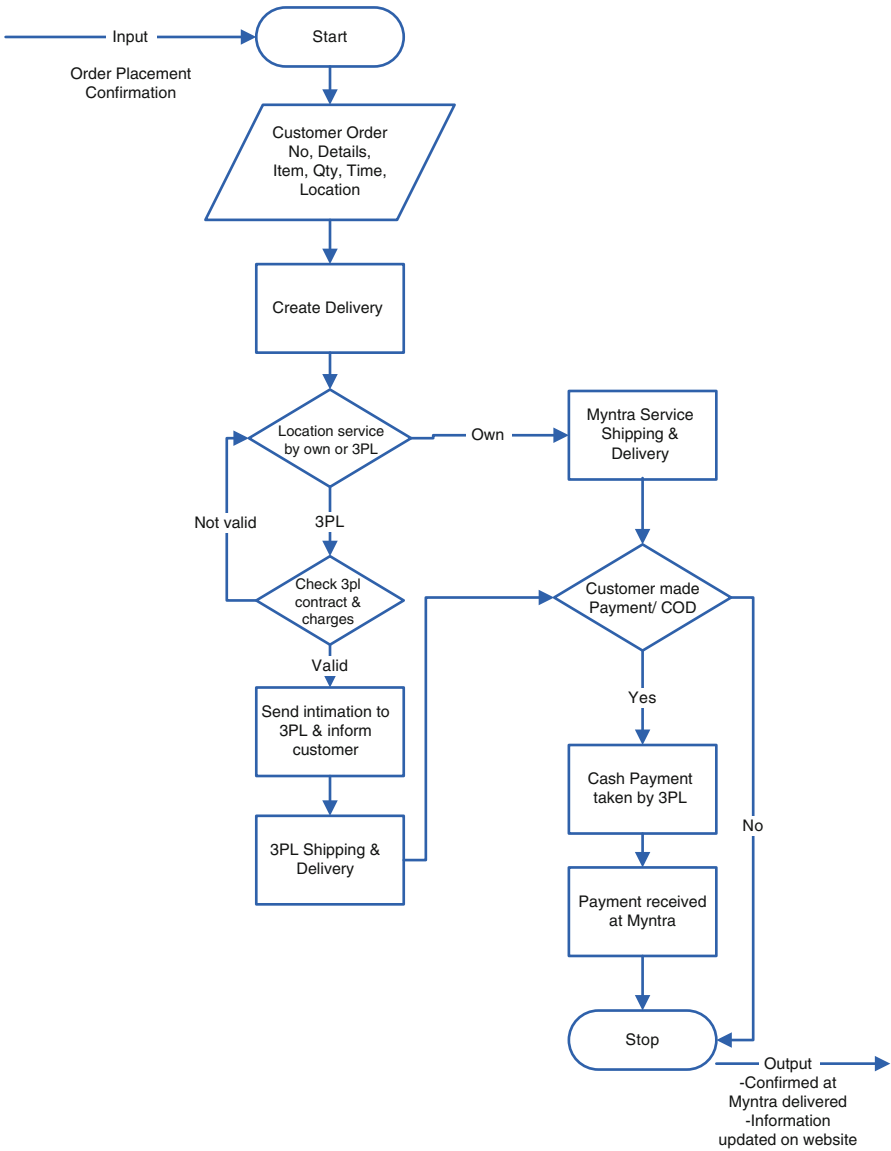 Input
Start
Order Placement
Confirmation
Customer Order
No, Details,
Item, Qty, Time,
Location
Create Delivery
Location service
by own or 3PL
Own
Myntra Service
Shipping &
Delivery
Not valid
3PL
Check 3pl
contract &
charges
Customer made
Payment/ COD
Valid
Send intimation to
3PL & inform
customer
Yes
3PL Shipping &
Delivery
Cash Payment
taken by 3PL
No
Payment received
at Myntra
Stop
Output
-Confirmed at
Myntra delivered
-Information
updated on website